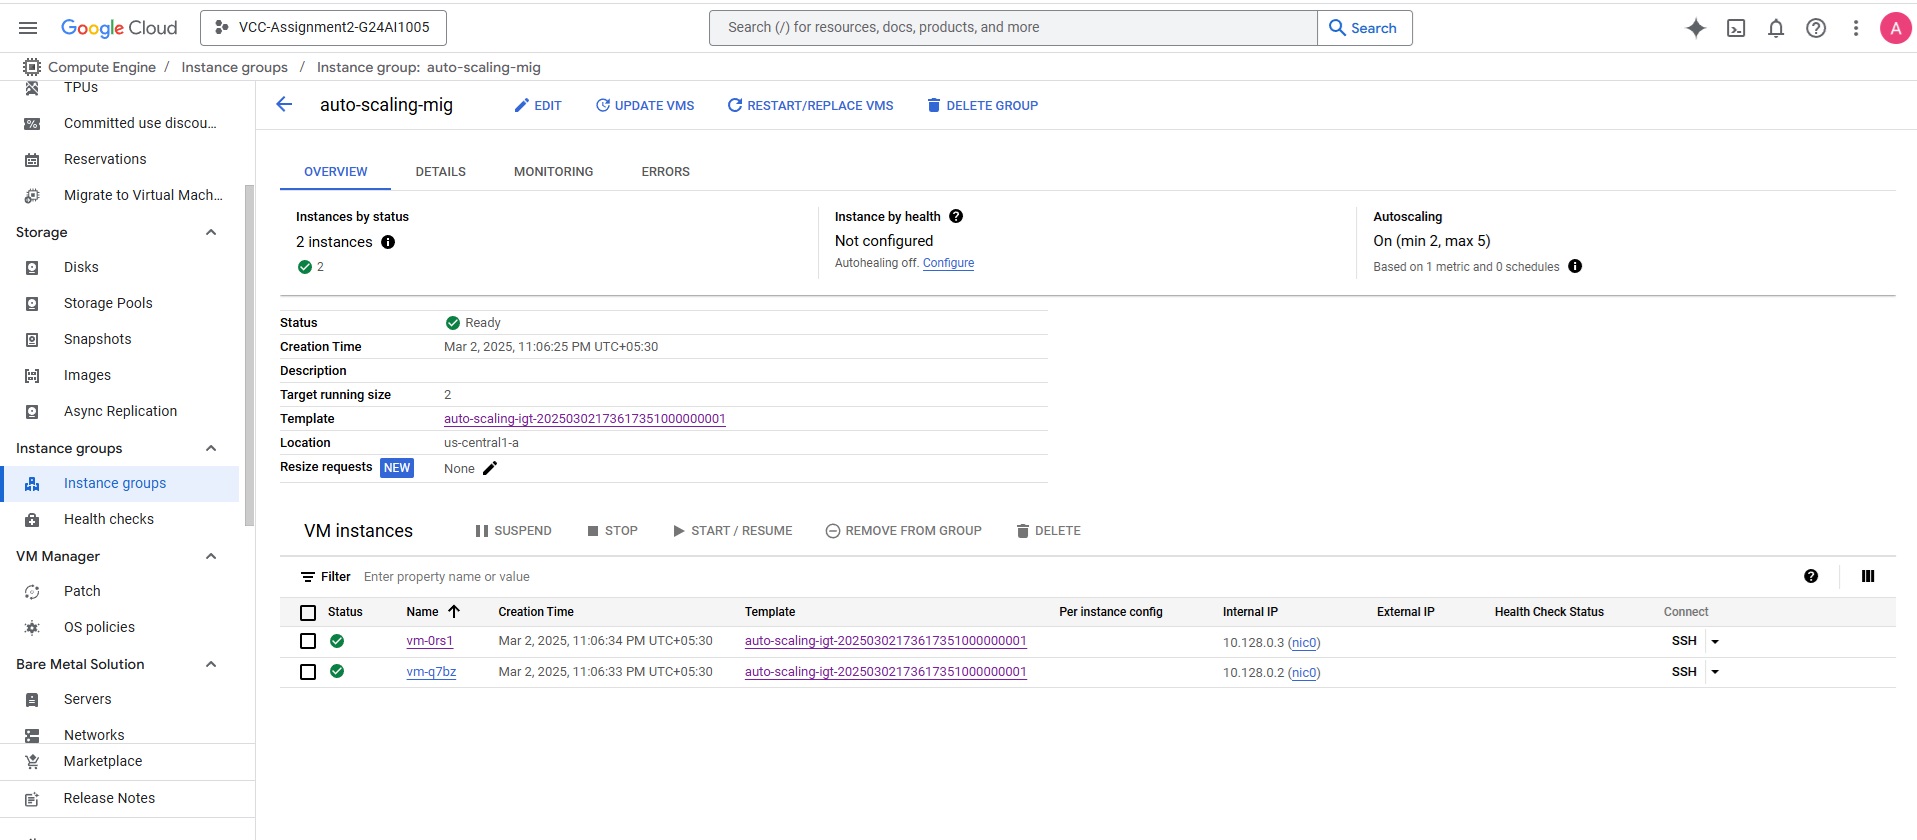 Google Cloud
VCC-Assignment2-G24AI1005
Search (/) for resources, docs, products, and more
Search
A
Compute Engine / Instance groups / Instance group: auto-scaling-mig
TPUs
Committed use discou...
Reservations
Migrate to Virtual Mach...
Storage
Disks
Storage Pools
Snapshots
Images
Async Replication
Instance groups
Instance groups
Health checks
VM Manager
Patch
OS policies
Bare Metal Solution
Servers
Networks
Marketplace
Release Notes
auto-scaling-mig
EDIT
UPDATE VMS
RESTART/REPLACE VMS
DELETE GROUP
OVERVIEW
DETAILS
MONITORING
ERRORS
Instances by status
2 instances
2
Instance by health
Not configured
Autohealing off. Configure
Autoscaling
On (min 2, max 5)
Based on 1 metric and 0 schedules
Status Ready
Creation Time Mar 2, 2025, 11:06:25 PM UTC+05:30
Description
Target running size 2
Template auto-scaling-igt-20250302173617351000000001
Location us-central1-a
Resize requests NEW None
VM instances
SUSPEND
STOP
START / RESUME
REMOVE FROM GROUP
DELETE
Filter Enter property name or value
Status Name Creation Time Template Per instance config Internal IP External IP Health Check Status Connect
vm-0rs1 Mar 2, 2025, 11:06:34 PM UTC+05:30 auto-scaling-igt-20250302173617351000000001 10.128.0.3 (nic0) SSH
vm-q7bz Mar 2, 2025, 11:06:33 PM UTC+05:30 auto-scaling-igt-20250302173617351000000001 10.128.0.2 (nic0) SSH